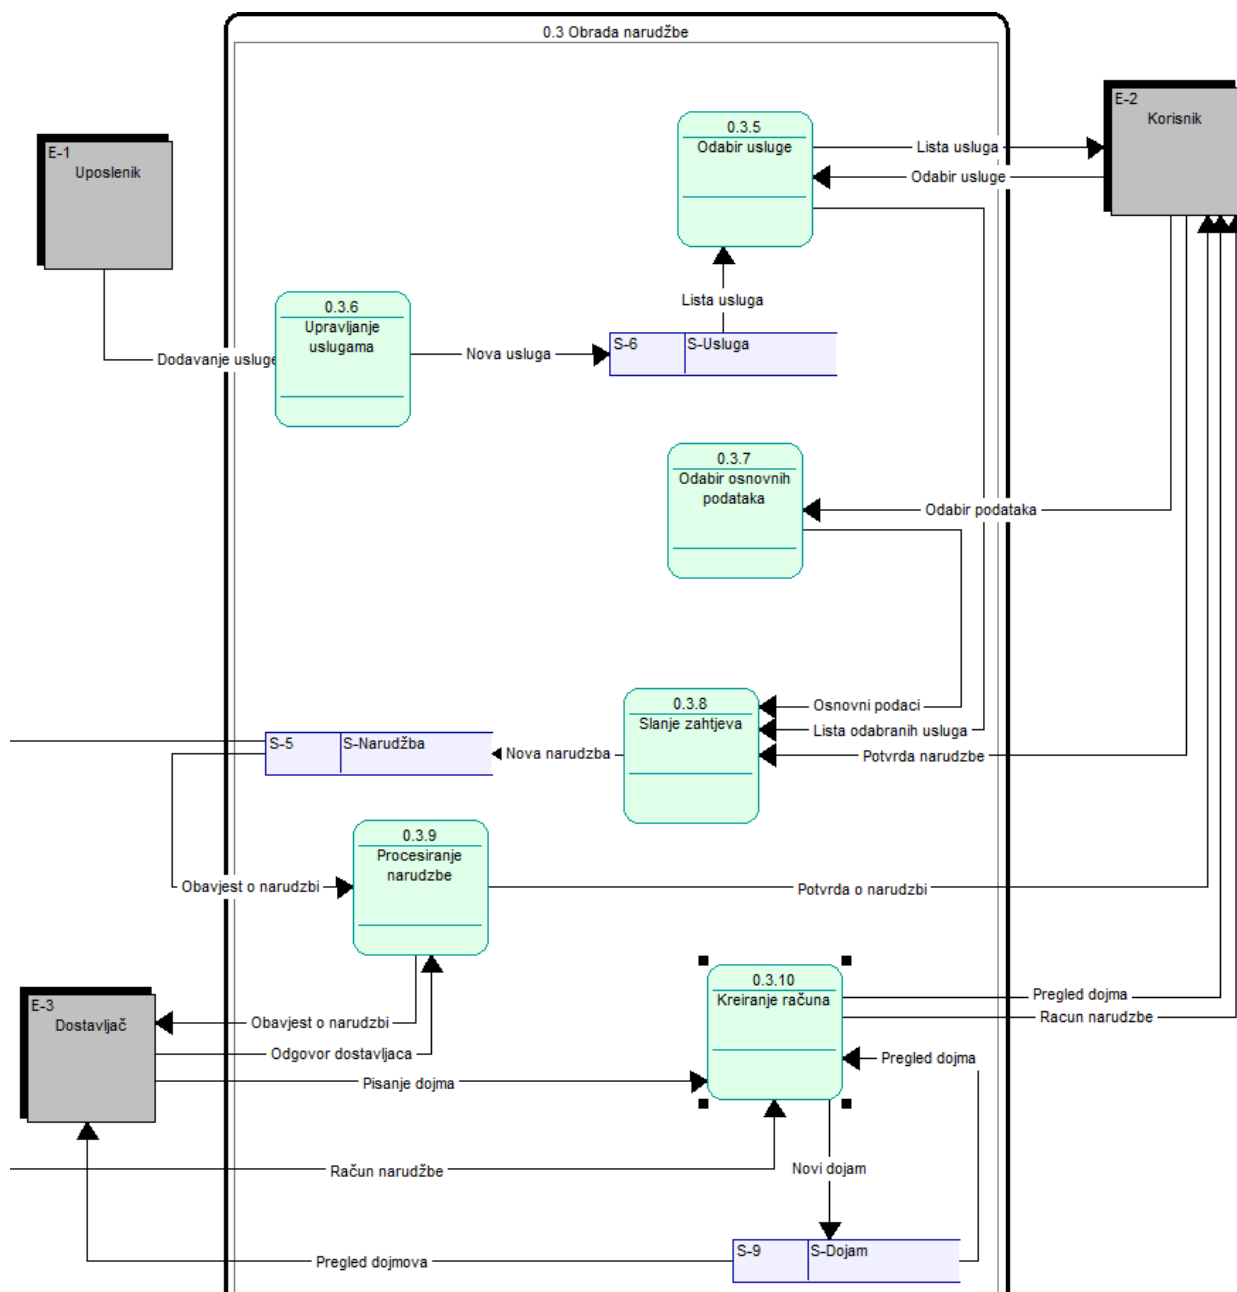 0.3 Obrada narudžbe
E-2
Korisnik
0.3.5
Odabir usluge
Lista usluga
Odabir usluge
E-1
Uposlenik
0.3.6
Upravljanje
uslugama
Lista usluga
Dodavanje usluge
Nova usluga
S-6
S-Usluga
0.3.7
Odabir osnovnih
podataka
Odabir podataka
0.3.8
Slanje zahtjeva
Osnovni podaci
Lista odabranih usluga
Potvrda narudzbe
S-5
S-Narudžba
Nova narudzba
0.3.9
Procesiranje
narudzbe
Obavjest o narudzbi
Potvrda o narudzbi
E-3
Dostavljač
Obavjest o narudzbi
Odgovor dostavljaca
Pisanje dojma
0.3.10
Kreiranje računa
Pregled dojma
Racun narudzbe
Pregled dojma
Račun narudžbe
Novi dojam
S-9
S-Dojam
Pregled dojmova